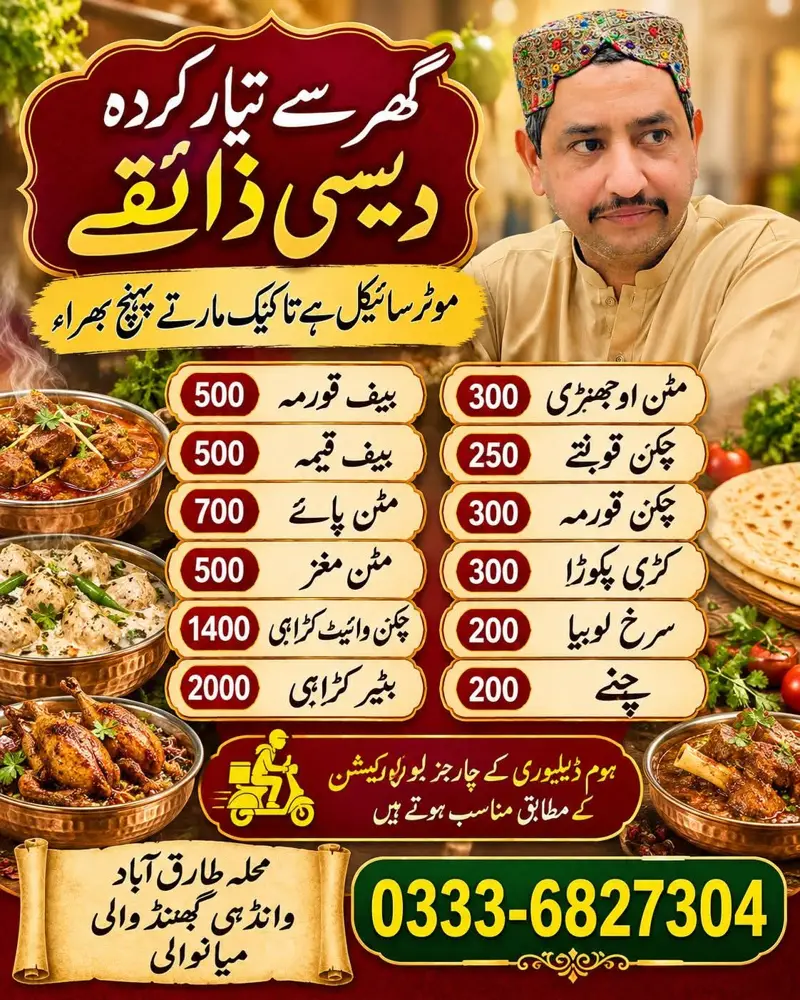 گھر سے تیار کردہ
دیسی ذائقے
موٹر سائیکل ہے تا کیک مارتے پہنچ بھراء
مٹن اوجھڑی 300
چکن قونتے 250
چکن قورمہ 300
کڑی پکوڑا 300
سرخ لوبیا 200
چنے 200
بیف قورمہ 500
بیف قیمہ 500
مٹن پائے 700
مٹن مغز 500
چکن وائیٹ کڑاہی 1400
بٹیر کڑاہی 2000
ہوم ڈیلیوری کے چارجز
کے مطابق مناسب ہوتے ہیں
محلہ طارق آباد
وانڈھی گھنڈ والی
میانوالی
0333-6827304